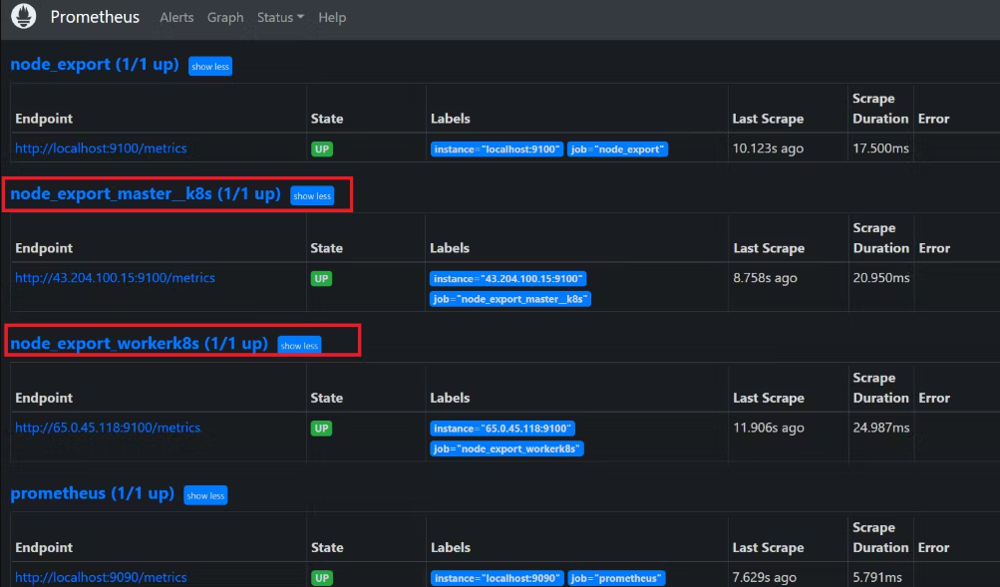 Prometheus Alerts Graph Status Help
node_export (1/1 up) show less
Endpoint State Labels Last Scrape Scrape Duration Error
http://localhost:9100/metrics UP instance="localhost:9100" job="node_export" 10.123s ago 17.500ms
node_export_master__k8s (1/1 up) show less
Endpoint State Labels Last Scrape Scrape Duration Error
http://43.204.100.15:9100/metrics UP instance="43.204.100.15:9100" 8.758s ago 20.950ms
job="node_export_master__k8s"
node_export_workerk8s (1/1 up) show less
Endpoint State Labels Last Scrape Scrape Duration Error
http://65.0.45.118:9100/metrics UP instance="65.0.45.118:9100" 11.906s ago 24.987ms
job="node_export_workerk8s"
prometheus (1/1 up) show less
Endpoint State Labels Last Scrape Scrape Duration Error
http://localhost:9090/metrics UP instance="localhost:9090" job="prometheus" 7.629s ago 5.791ms